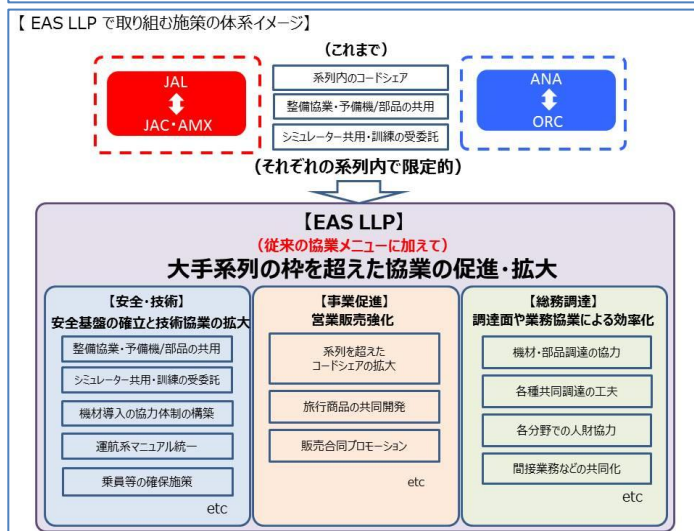 【 EAS LLP で取り組む施策の体系イメージ】
(これまで)
JAL
JAC・AMX
系列内のコードシェア
整備協業・予備機/部品の共用
シミュレーター共用・訓練の受委託
ANA
ORC
(それぞれの系列内で限定的)
【EAS LLP】
(従来の協業メニューに加えて)
大手系列の枠を超えた協業の促進・拡大
【安全・技術】
安全基盤の確立と技術協業の拡大
整備協業・予備機/部品の共用
シミュレーター共用・訓練の受委託
機材導入の協力体制の構築
運航系マニュアル統一
乗員等の確保施策
etc
【事業促進】
営業販売強化
系列を超えた
コードシェアの拡大
旅行商品の共同開発
販売合同プロモーション
etc
【総務調達】
調達面や業務協業による効率化
機材・部品調達の協力
各種共同調達の工夫
各分野での人財協力
間接業務などの共同化
etc